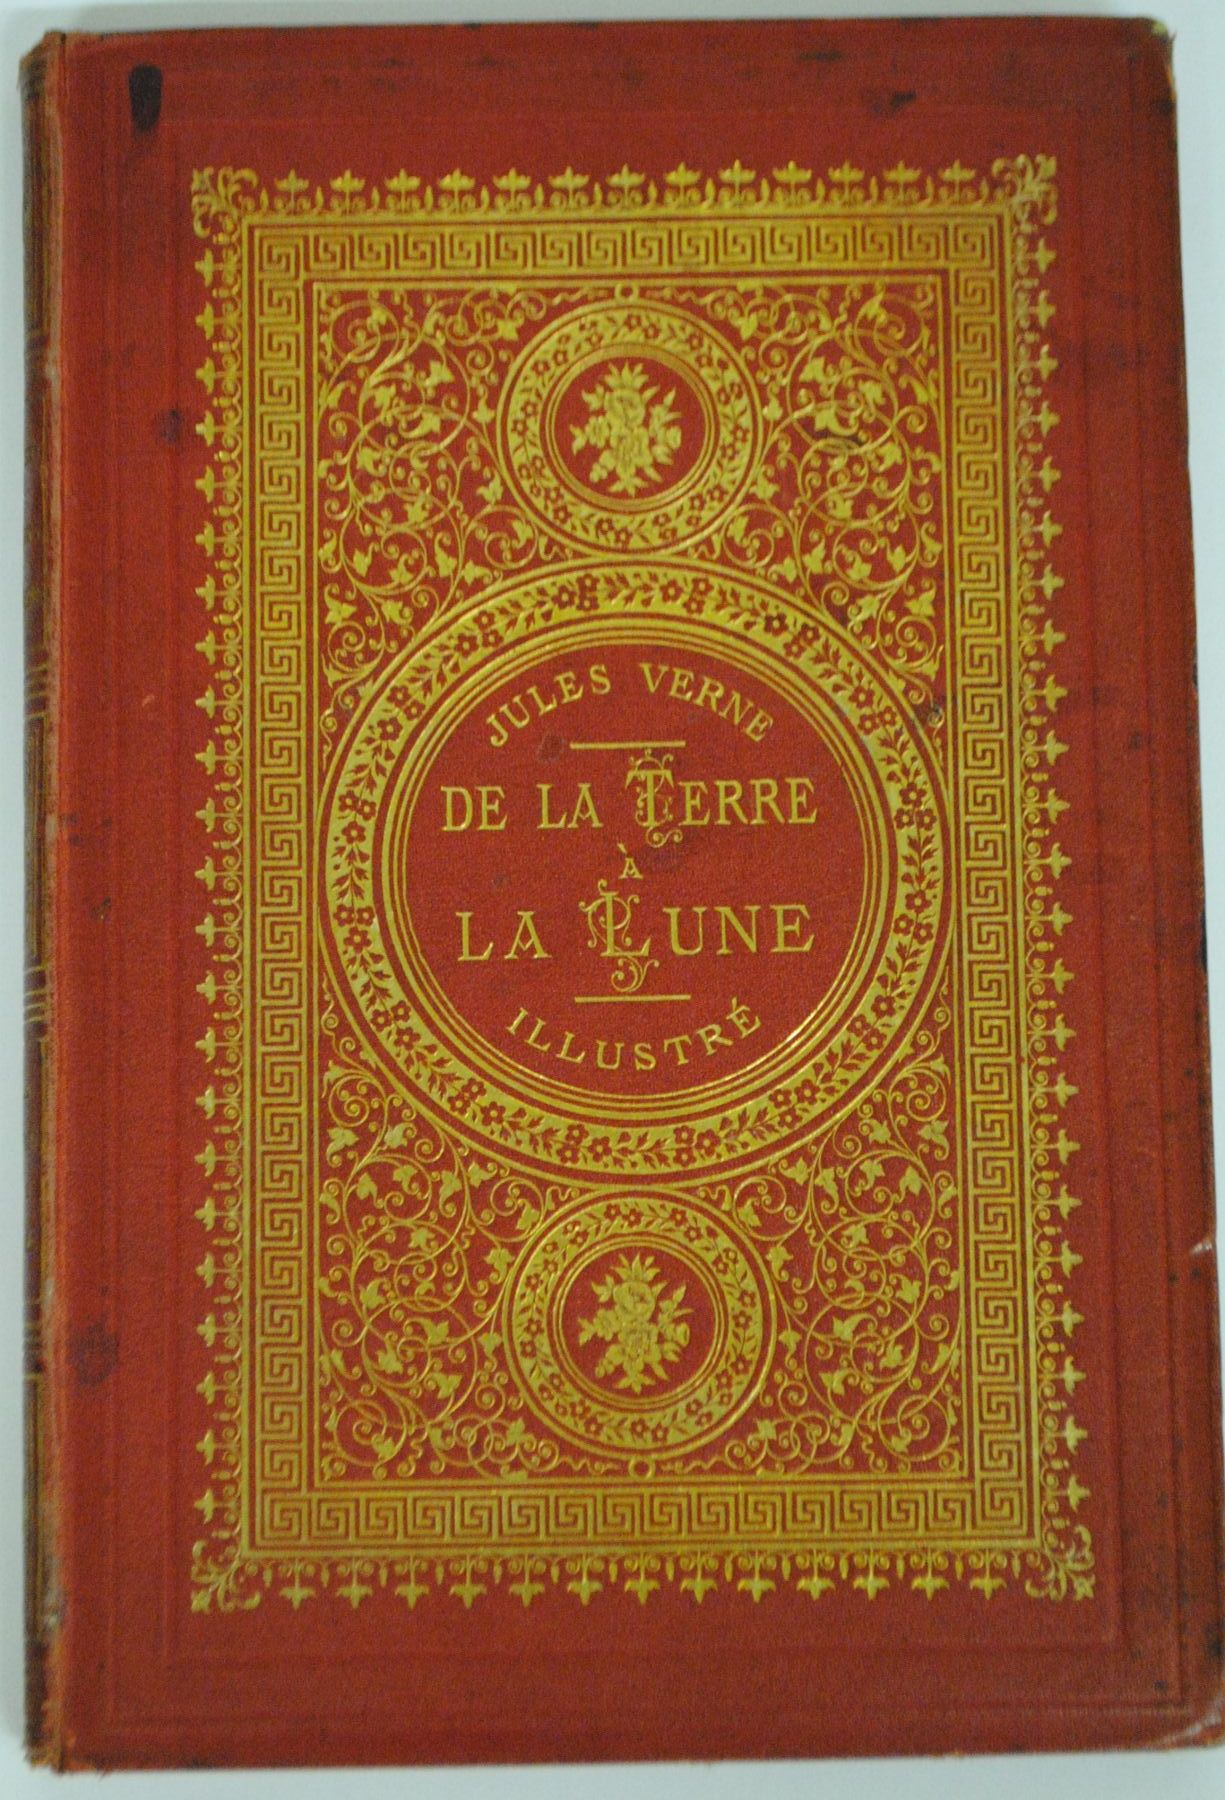 JULES VERNE
DE LA TERRE
À
LA LUNE
ILLUSTRÉ